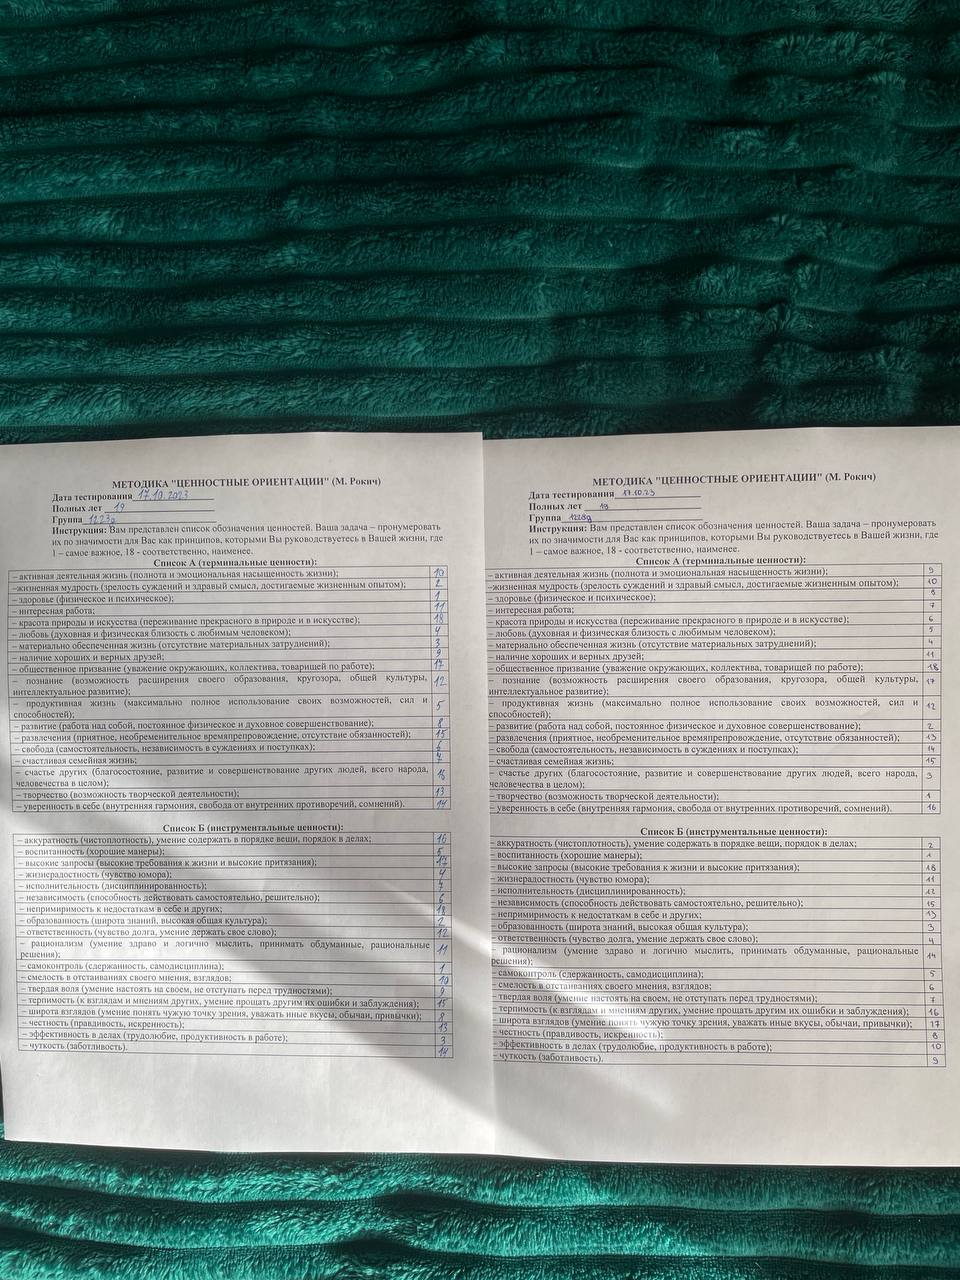 МЕТОДИКА "ЦЕННОСТНЫЕ ОРИЕНТАЦИИ" (М. Рокич)
Дата тестирования 17.10.2023
Полных лет 19
Группа
Инструкция: Вам представлен список обозначения ценностей. Ваша задача – пронумеровать
их по значимости для Вас как принципов, которыми Вы руководствуетесь в Вашей жизни, где
1 – самое важное, 18 - соответственно, наименее.
Список А (терминальные ценности):
– активная деятельная жизнь (полнота и эмоциональная насыщенность жизни); 10
–жизненная мудрость (зрелость суждений и здравый смысл, достигаемые жизненным опытом); 2
– здоровье (физическое и психическое); 1
– интересная работа; 11
– красота природы и искусства (переживание прекрасного в природе и в искусстве); 18
– любовь (духовная и физическая близость с любимым человеком); 4
– материально обеспеченная жизнь (отсутствие материальных затруднений); 3
– наличие хороших и верных друзей; 9
– общественное призвание (уважение окружающих, коллектива, товарищей по работе); 17
– познание (возможность расширения своего образования, кругозора, общей культуры,
интеллектуальное развитие); 12
– продуктивная жизнь (максимально полное использование своих возможностей, сил и
способностей); 5
– развитие (работа над собой, постоянное физическое и духовное совершенствование); 8
– развлечения (приятное, необременительное времяпрепровождение, отсутствие обязанностей); 15
– свобода (самостоятельность, независимость в суждениях и поступках); 6
– счастливая семейная жизнь; 7
– счастье других (благосостояние, развитие и совершенствование других людей, всего народа,
человечества в целом); 16
– творчество (возможность творческой деятельности); 13
– уверенность в себе (внутренняя гармония, свобода от внутренних противоречий, сомнений). 14
Список Б (инструментальные ценности):
– аккуратность (чистоплотность), умение содержать в порядке вещи, порядок в делах; 16
– воспитанность (хорошие манеры); 5
– высокие запросы (высокие требования к жизни и высокие притязания); 17
– жизнерадость (чувство юмора); 4
– исполнительность (дисциплинированность); 7
– независимость (способность действовать самостоятельно, решительно); 6
– непримиримость к недостаткам в себе и других; 18
– образованность (широта знаний, высокая общая культура); 2
– ответственность (чувство долга, умение держать свое слово); 12
– рационализм (умение здраво и логично мыслить, принимать обдуманные, рациональные
решения); 11
– самоконтроль (сдержанность, самодисциплина); 1
– смелость в отстаиваниях своего мнения, взглядов; 10
– твердая воля (умение настоять на своем, не отступать перед трудностями); 9
– терпимость (к взглядам и мнениям других, умение прощать другим их ошибки и заблуждения); 15
– широта взглядов (умение понять чужую точку зрения, уважать иные вкусы, обычаи, привычки); 8
– честность (правдивость, искренность); 13
– эффективность в делах (трудолюбие, продуктивность в работе); 3
– чуткость (заботливость). 14
МЕТОДИКА "ЦЕННОСТНЫЕ ОРИЕНТАЦИИ" (М. Рокич)
Дата тестирования 17.10.23
Полных лет
Группа
Инструкция: Вам представлен список обозначения ценностей. Ваша задача – пронумеровать
их по значимости для Вас как принципов, которыми Вы руководствуетесь в Вашей жизни, где
1 – самое важное, 18 - соответственно, наименее.
Список А (терминальные ценности):
– активная деятельная жизнь (полнота и эмоциональная насыщенность жизни); 9
–жизненная мудрость (зрелость суждений и здравый смысл, достигаемые жизненным опытом); 10
– здоровье (физическое и психическое); 8
– интересная работа; 7
– красота природы и искусства (переживание прекрасного в природе и в искусстве); 6
– любовь (духовная и физическая близость с любимым человеком); 5
– материально обеспеченная жизнь (отсутствие материальных затруднений); 4
– наличие хороших и верных друзей; 11
– общественное призвание (уважение окружающих, коллектива, товарищей по работе); 18
– познание (возможность расширения своего образования, кругозора, общей культуры,
интеллектуальное развитие); 17
– продуктивная жизнь (максимально полное использование своих возможностей, сил и
способностей); 12
– развитие (работа над собой, постоянное физическое и духовное совершенствование); 2
– развлечения (приятное, необременительное времяпрепровождение, отсутствие обязанностей); 13
– свобода (самостоятельность, независимость в суждениях и поступках); 14
– счастливая семейная жизнь; 15
– счастье других (благосостояние, развитие и совершенствование других людей, всего народа,
человечества в целом); 3
– творчество (возможность творческой деятельности); 1
– уверенность в себе (внутренняя гармония, свобода от внутренних противоречий, сомнений). 16
Список Б (инструментальные ценности):
– аккуратность (чистоплотность), умение содержать в порядке вещи, порядок в делах; 2
– воспитанность (хорошие манеры); 1
– высокие запросы (высокие требования к жизни и высокие притязания); 18
– жизнерадость (чувство юмора); 11
– исполнительность (дисциплинированность); 12
– независимость (способность действовать самостоятельно, решительно); 15
– непримиримость к недостаткам в себе и других; 13
– образованность (широта знаний, высокая общая культура); 3
– ответственность (чувство долга, умение держать свое слово); 4
– рационализм (умение здраво и логично мыслить, принимать обдуманные, рациональные
решения); 14
– самоконтроль (сдержанность, самодисциплина); 5
– смелость в отстаиваниях своего мнения, взглядов; 6
– твердая воля (умение настоять на своем, не отступать перед трудностями); 7
– терпимость (к взглядам и мнениям других, умение прощать другим их ошибки и заблуждения); 16
– широта взглядов (умение понять чужую точку зрения, уважать иные вкусы, обычаи, привычки); 17
– честность (правдивость, искренность); 8
– эффективность в делах (трудолюбие, продуктивность в работе); 10
– чуткость (заботливость). 9